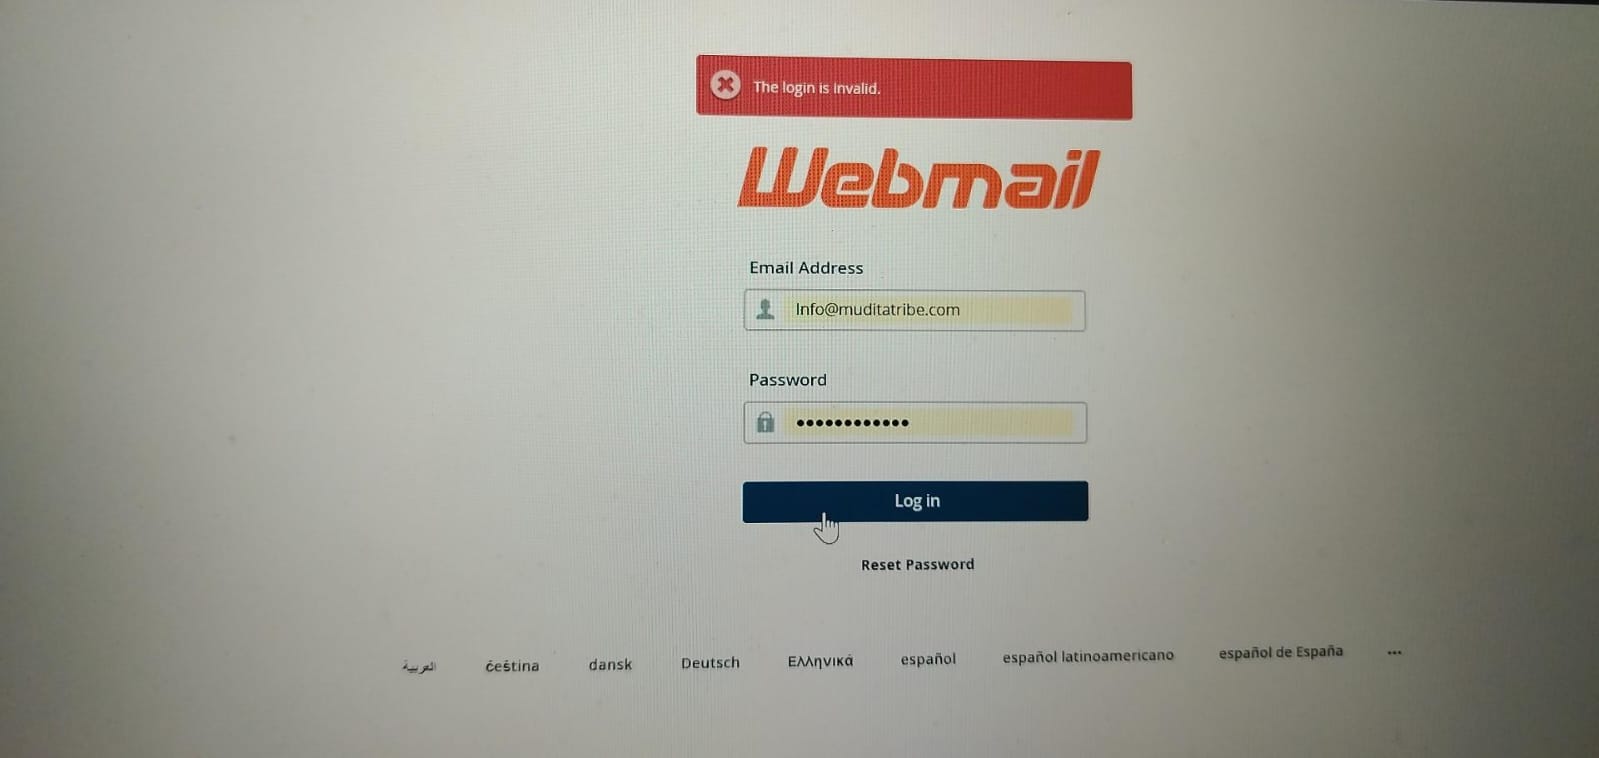 The login is invalid.
Webmail
Email Address
Info@muditatribe.com
Password
••••••••••••
Log in
Reset Password
العربية čeština dansk Deutsch Ελληνικά español español latinoamericano español de España ...